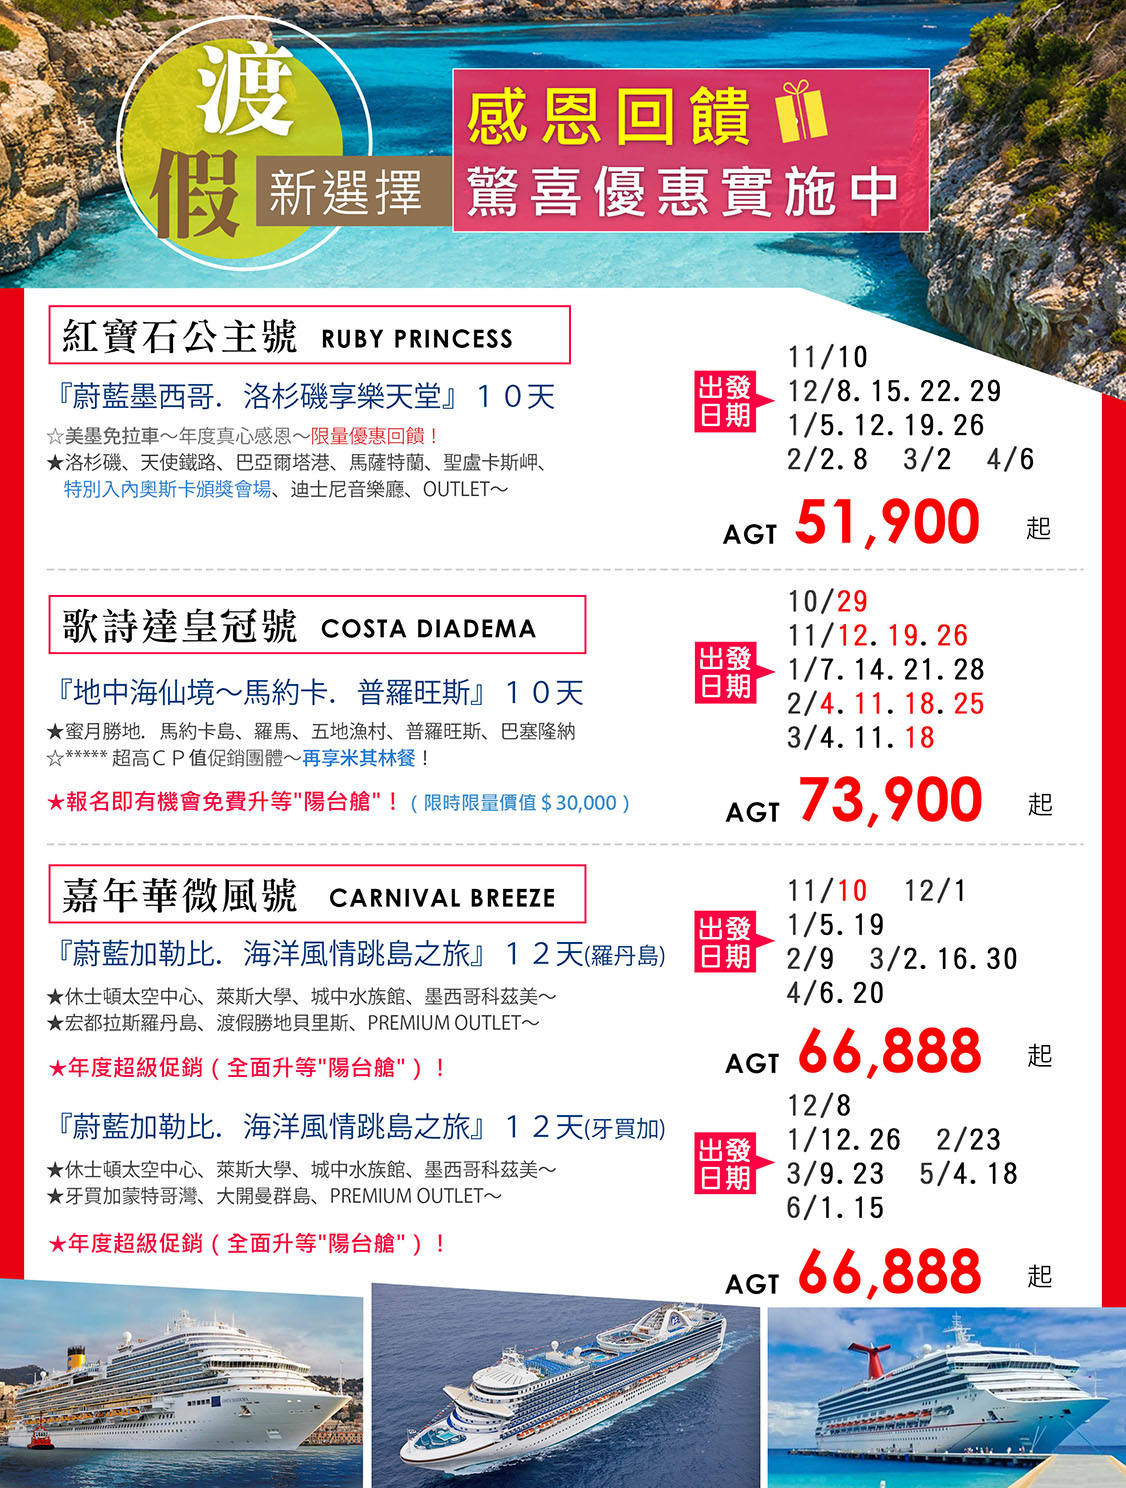 渡假
新選擇
感恩回饋
驚喜優惠實施中
紅寶石公主號 RUBY PRINCESS
『蔚藍墨西哥．洛杉磯享樂天堂』１０天
☆美墨免拉車～年度真心感恩～限量優惠回饋！
★洛杉磯、天使鐵路、巴亞爾塔港、馬薩特蘭、聖盧卡斯岬、
特別入內奧斯卡頒獎會場、迪士尼音樂廳、OUTLET～
出發
日期
11/10
12/8.15.22.29
1/5.12.19.26
2/2.8 3/2 4/6
AGT 51,900 起
歌詩達皇冠號 COSTA DIADEMA
『地中海仙境～馬約卡．普羅旺斯』１０天
★蜜月勝地．馬約卡島、羅馬、五地漁村、普羅旺斯、巴塞隆納
☆***** 超高ＣＰ值促銷團體～再享米其林餐！
★報名即有機會免費升等"陽台艙"！（限時限量價值＄30,000）
出發
日期
10/29
11/12.19.26
1/7.14.21.28
2/4.11.18.25
3/4.11.18
AGT 73,900 起
嘉年華微風號 CARNIVAL BREEZE
『蔚藍加勒比．海洋風情跳島之旅』１２天(羅丹島)
★休士頓太空中心、萊斯大學、城中水族館、墨西哥科茲美～
★宏都拉斯羅丹島、渡假勝地貝里斯、PREMIUM OUTLET～
★年度超級促銷（全面升等"陽台艙"）！
出發
日期
11/10 12/1
1/5.19
2/9 3/2.16.30
4/6.20
AGT 66,888 起
『蔚藍加勒比．海洋風情跳島之旅』１２天(牙買加)
★休士頓太空中心、萊斯大學、城中水族館、墨西哥科茲美～
★牙買加蒙特哥灣、大開曼群島、PREMIUM OUTLET～
★年度超級促銷（全面升等"陽台艙"）！
出發
日期
12/8
1/12.26 2/23
3/9.23 5/4.18
6/1.15
AGT 66,888 起